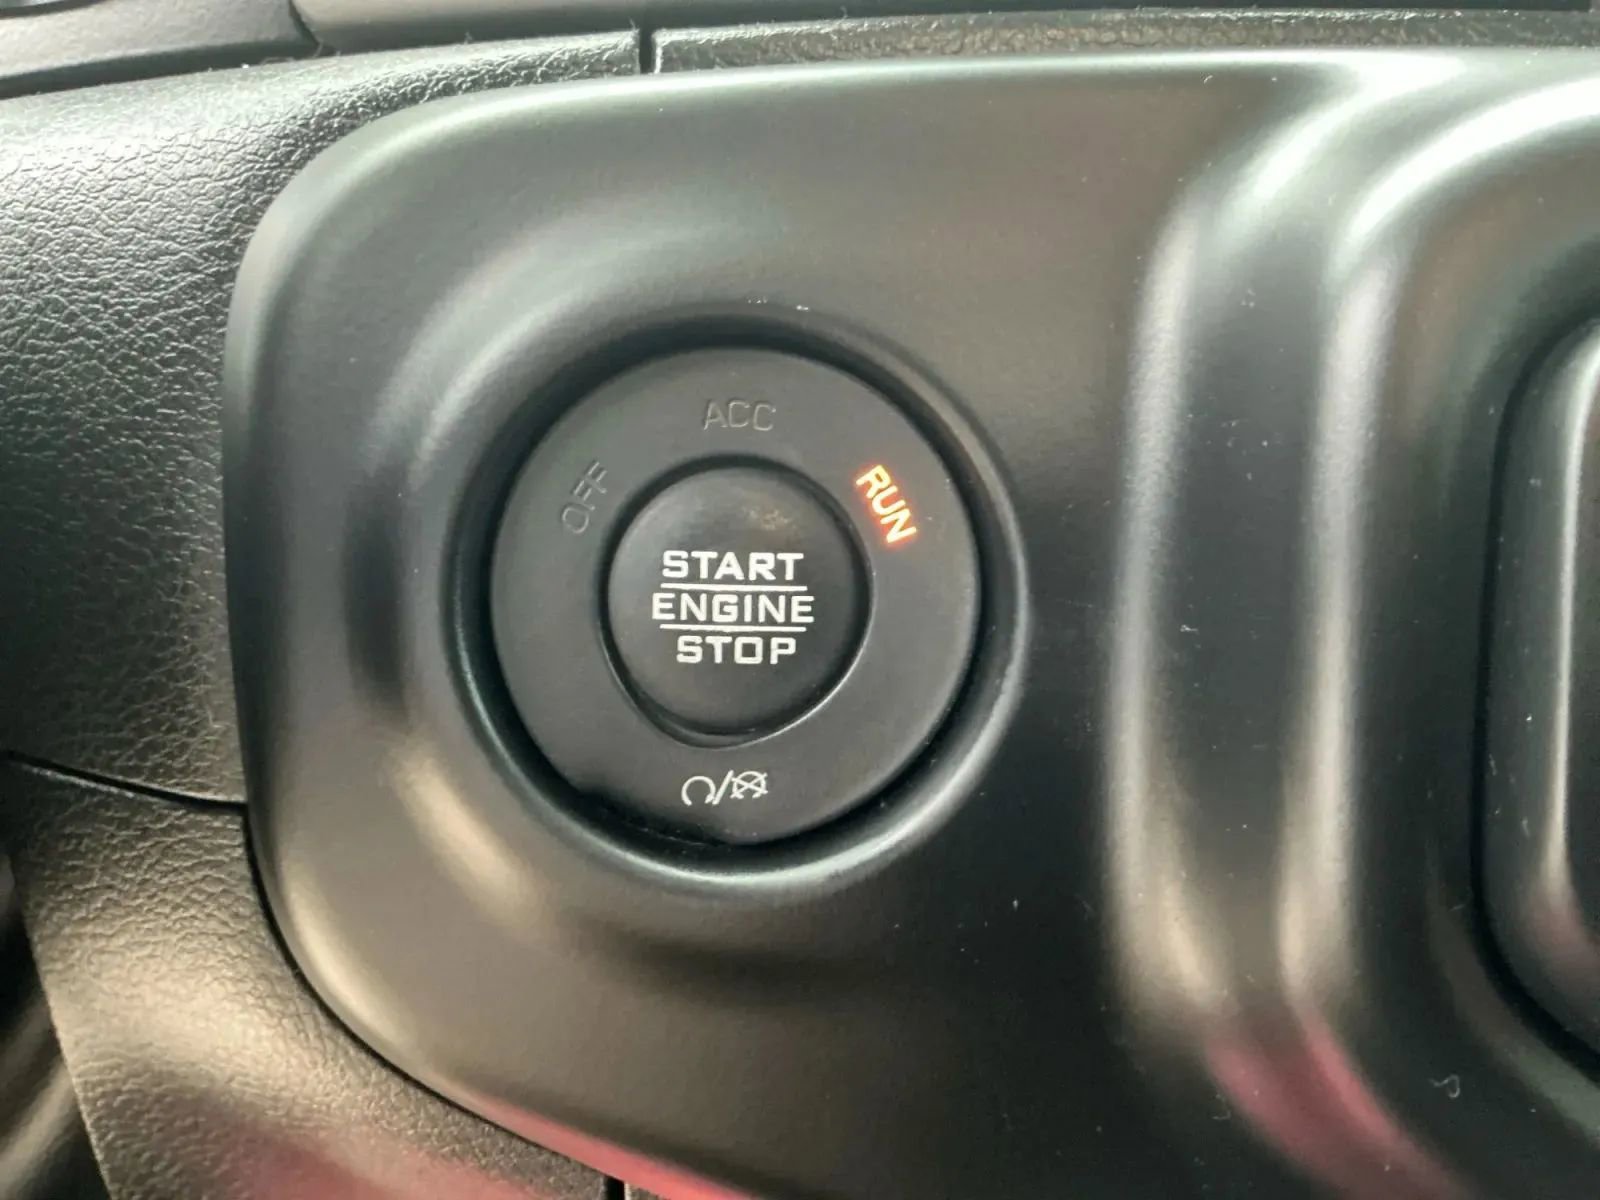 ACC
OFF
RUN
START
ENGINE
STOP